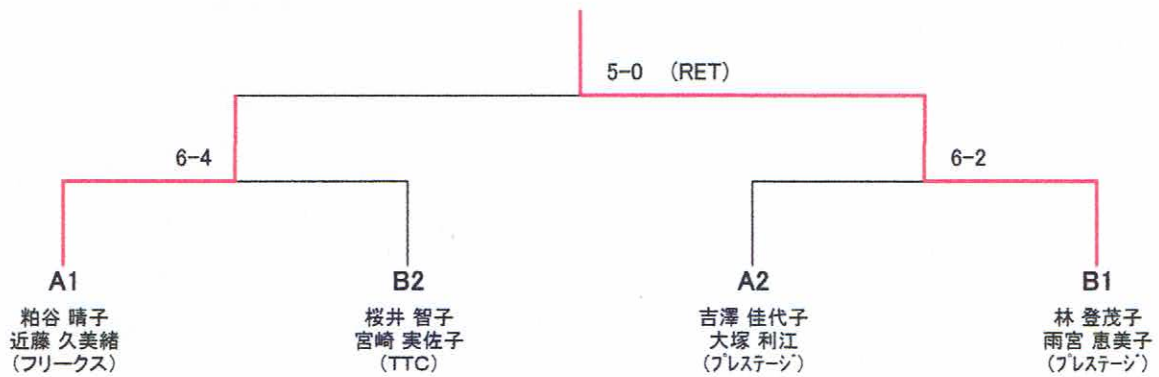 5-0 (RET)
6-4
6-2
A1
B2
A2
B1
粕谷 晴子
近藤 久美緒
(フリークス)
桜井 智子
宮崎 実佐子
(TTC)
吉澤 佳代子
大塚 利江
(プレステージ)
林 登茂子
雨宮 恵美子
(プレステージ)